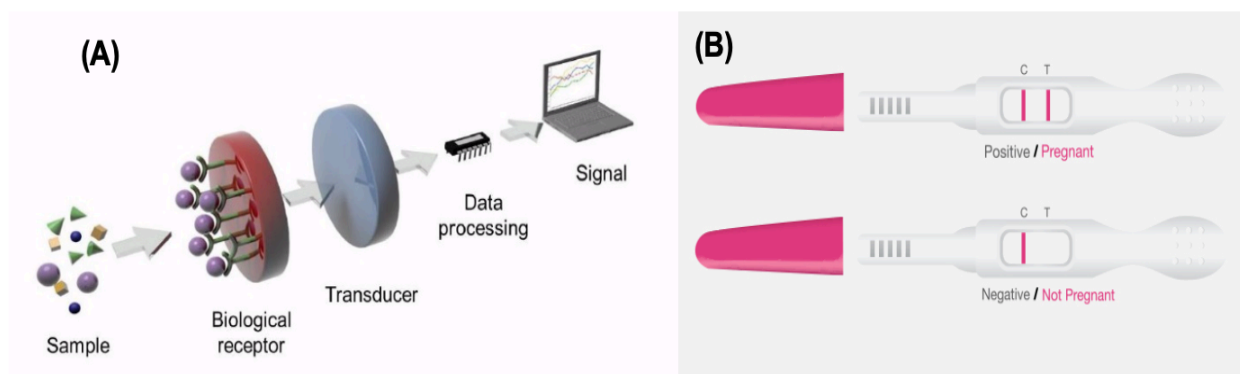 (A)
Sample
Biological
receptor
Transducer
Data
processing
Signal
(B)
C T
Positive / Pregnant
C T
Negative / Not Pregnant